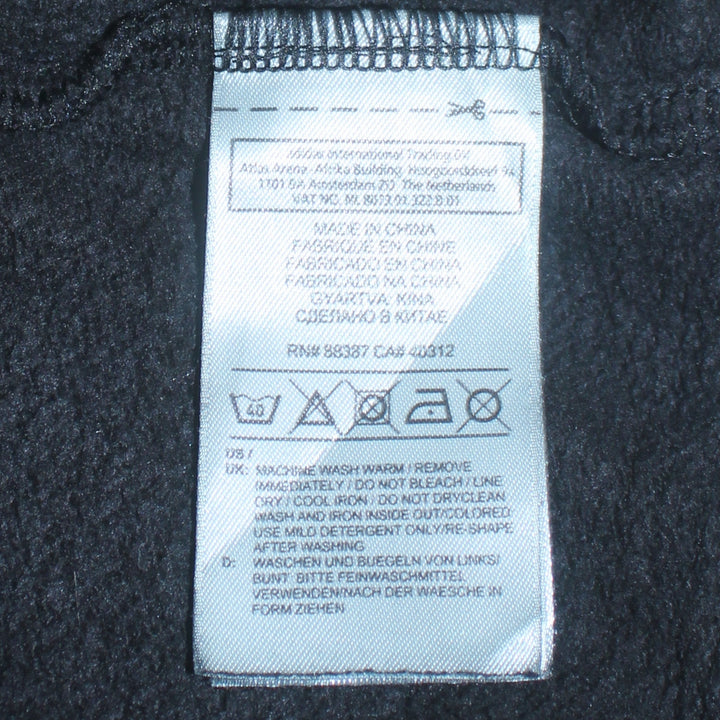 adidas International Trading BV
Atlas Arena - Afrika Building, Hoogoorddreef 9a
1101 BA Amsterdam ZO The Netherlands
VAT NO. NL 8073.01.322.B.01
MADE IN CHINA
FABRIQUÉ EN CHINE
FABRICADO EN CHINA
FABRICADO NA CHINA
GYÁRTVA: KÍNA
СДЕЛАНО В КИТАЕ
RN# 88387 CA# 40312
40
US /
UK: MACHINE WASH WARM / REMOVE
IMMEDIATELY / DO NOT BLEACH / LINE
DRY / COOL IRON / DO NOT DRYCLEAN
WASH AND IRON INSIDE OUT/COLORED:
USE MILD DETERGENT ONLY/RE-SHAPE
AFTER WASHING
D: WASCHEN UND BUEGELN VON LINKS/
BUNT: BITTE FEINWASCHMITTEL
VERWENDEN/NACH DER WAESCHE IN
FORM ZIEHEN